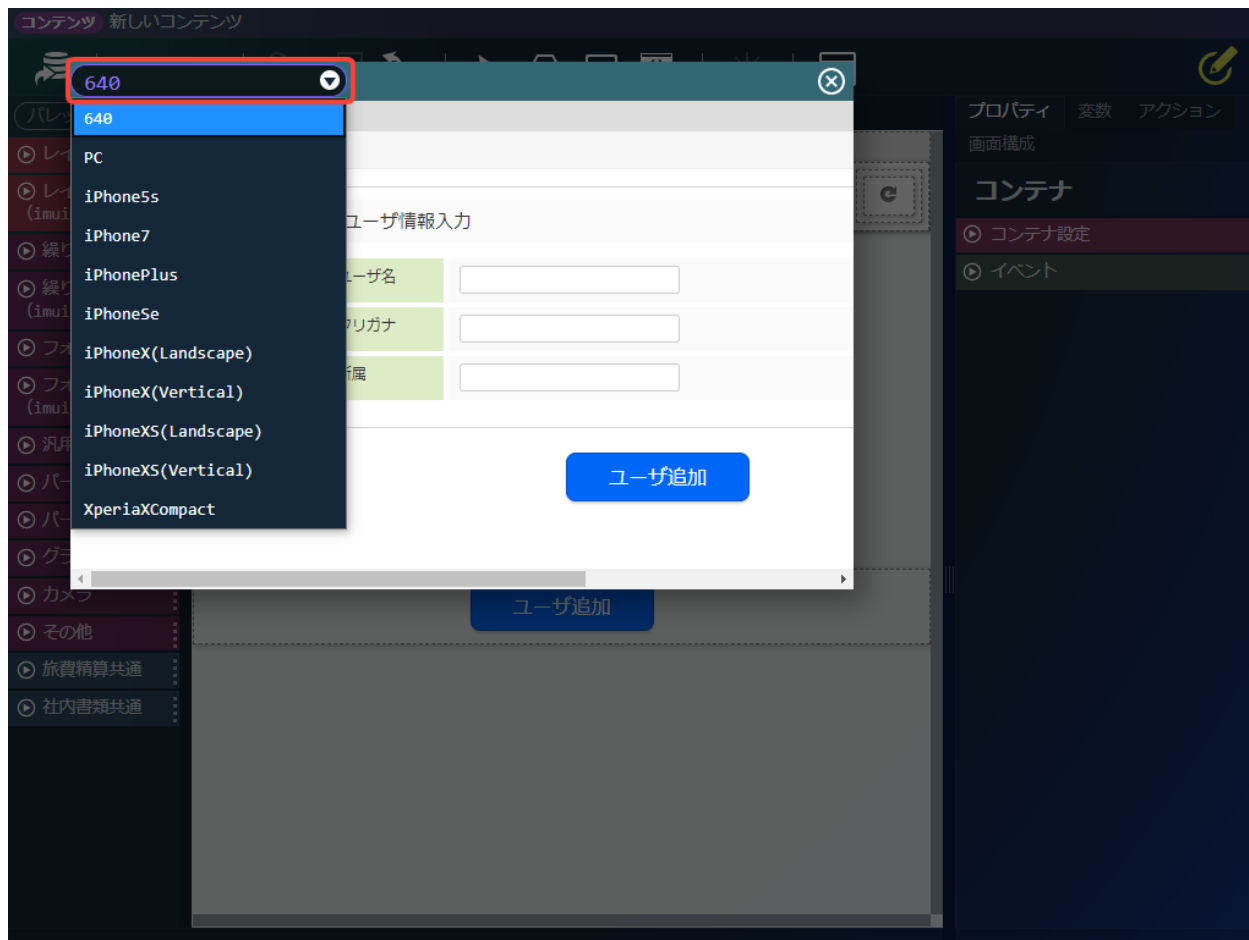 コンテンツ 新しいコンテンツ
640
640
PC
iPhone5s
iPhone7
iPhonePlus
iPhoneSe
iPhoneX(Landscape)
iPhoneX(Vertical)
iPhoneXS(Landscape)
iPhoneXS(Vertical)
XperiaXCompact
ユーザ情報入力
ーザ名
リガナ
属
ユーザ追加
(imui
(imui
(imui
カメラ
その他
旅費精算共通
社内書類共通
ユーザ追加
プロパティ 変数 アクション
画面構成
コンテナ
コンテナ設定
イベント